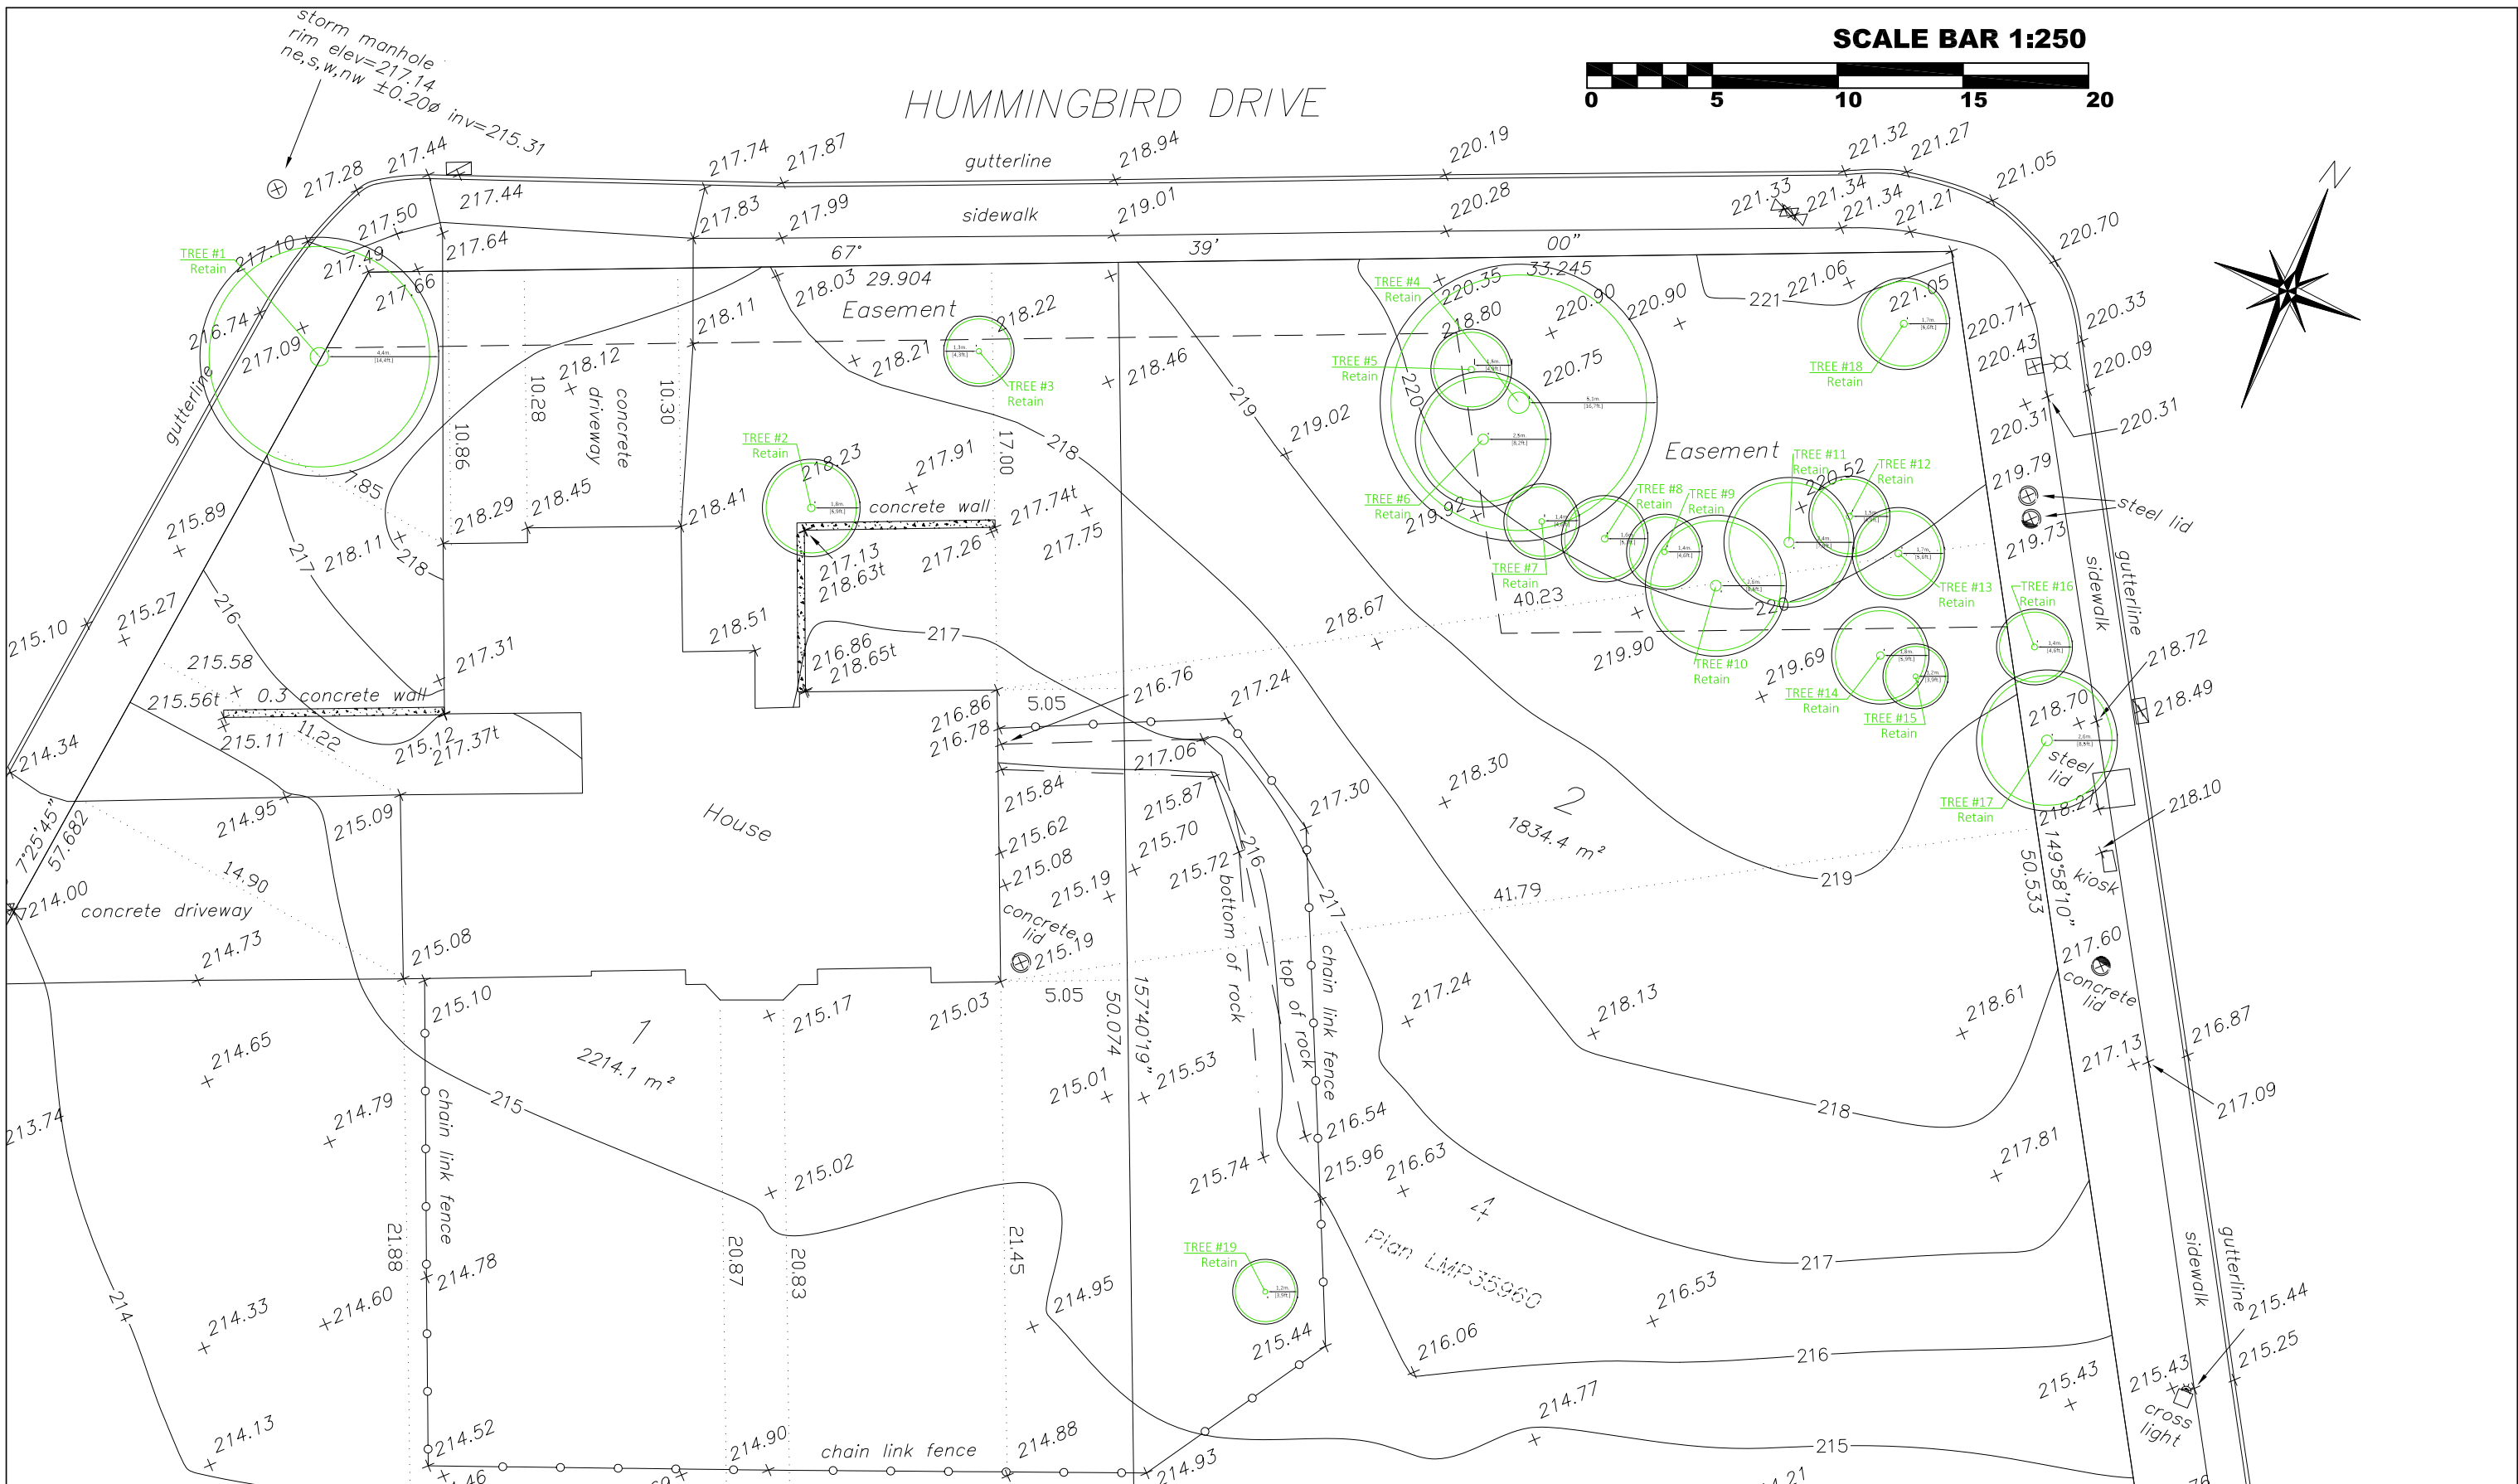 storm manhole
rim elev=217.14
ne,s,w,nw ±0.20ø inv=215.31
HUMMINGBIRD DRIVE
SCALE BAR 1:250
0 5 10 15 20
N
217.28
217.44
217.74
217.87
gutterline
218.94
220.19
221.32
221.27
221.05
217.50
217.44
217.83
217.99
sidewalk
219.01
220.28
221.33
221.34
221.34
221.21
220.70
TREE #1
Retain
217.10
217.49
217.64
67°
39'
00"
217.66
218.03
29.904
Easement
218.22
220.35
33.245
220.90
220.90
221
221.06
221.05
220.71
220.33
216.74
217.09
4,4m.
[14,4ft.]
218.11
218.12
218.21
1,3m.
[4,3ft.]
TREE #3
Retain
218.46
TREE #4
Retain
218.80
TREE #5
Retain
220.75
TREE #18
Retain
220.43
220.09
gutterline
10.28
concrete
driveway
10.30
10.86
17.00
218
219
219.02
220
Easement
220.31
220.31
TREE #2
Retain
218.23
217.91
7.85
218.29
218.45
218.41
concrete wall
217.74t
217.75
TREE #6
Retain
219.92
TREE #7
Retain
TREE #8
Retain
TREE #9
Retain
TREE #11
Retain
220.52
TREE #12
Retain
219.79
steel lid
219.73
215.89
217
218.11
218
217.13
218.63t
217.26
TREE #13
Retain
TREE #16
Retain
sidewalk
gutterline
215.10
215.27
216
218.51
217
216.86
218.65t
218.67
40.23
220
219.90
TREE #10
Retain
219.69
TREE #14
Retain
TREE #15
Retain
218.72
215.58
217.31
215.56t
0.3 concrete wall
216.76
217.24
5.05
216.86
216.78
218.70
218.49
214.34
215.11
11.22
215.12
217.37t
217.06
steel
lid
TREE #17
Retain
218.27
218.10
214.95
215.09
House
215.84
215.87
217.30
218.30
2
1834.4 m²
7°25'45"
57.682
215.62
215.70
216
215.08
215.72
215.19
14.90
214.00
concrete driveway
concrete
lid
215.19
bottom of rock
217
41.79
219
50.533
149°58'10"
kiosk
214.73
215.08
chain link fence
top of rock
217.60
concrete
lid
215.10
215.17
215.03
5.05
50.074
157°40'19"
217.24
218.13
218.61
216.87
217.13
1
2214.1 m²
214.65
215.01
215.53
217.09
213.74
214.79
chain link fence
215
216.54
218
215.02
215.74
215.96
216.63
217.81
21.88
20.87
20.83
21.45
4
Plan LMP35960
TREE #19
Retain
1,2m.
[3,9ft.]
217
sidewalk
gutterline
214
214.78
214.33
214.60
214.95
216.53
215.44
215.44
216.06
216
215.43
215.43
215.25
214.13
214.52
214.90
chain link fence
214.88
214.93
214.77
215
cross
light